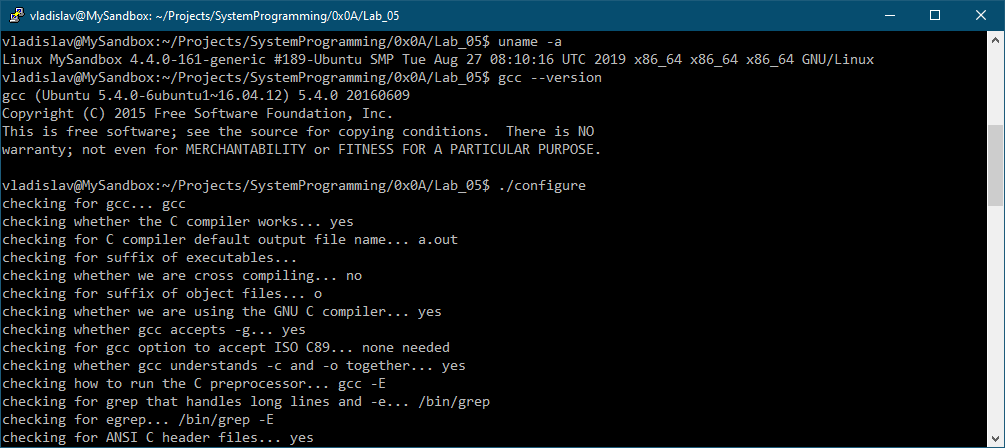 vladislav@MySandbox: ~/Projects/SystemProgramming/0x0A/Lab_05
vladislav@MySandbox:~/Projects/SystemProgramming/0x0A/Lab_05$ uname -a
Linux MySandbox 4.4.0-161-generic #189-Ubuntu SMP Tue Aug 27 08:10:16 UTC 2019 x86_64 x86_64 x86_64 GNU/Linux
vladislav@MySandbox:~/Projects/SystemProgramming/0x0A/Lab_05$ gcc --version
gcc (Ubuntu 5.4.0-6ubuntu1~16.04.12) 5.4.0 20160609
Copyright (C) 2015 Free Software Foundation, Inc.
This is free software; see the source for copying conditions.  There is NO
warranty; not even for MERCHANTABILITY or FITNESS FOR A PARTICULAR PURPOSE.
vladislav@MySandbox:~/Projects/SystemProgramming/0x0A/Lab_05$ ./configure
checking for gcc... gcc
checking whether the C compiler works... yes
checking for C compiler default output file name... a.out
checking for suffix of executables...
checking whether we are cross compiling... no
checking for suffix of object files... o
checking whether we are using the GNU C compiler... yes
checking whether gcc accepts -g... yes
checking for gcc option to accept ISO C89... none needed
checking whether gcc understands -c and -o together... yes
checking how to run the C preprocessor... gcc -E
checking for grep that handles long lines and -e... /bin/grep
checking for egrep... /bin/grep -E
checking for ANSI C header files... yes